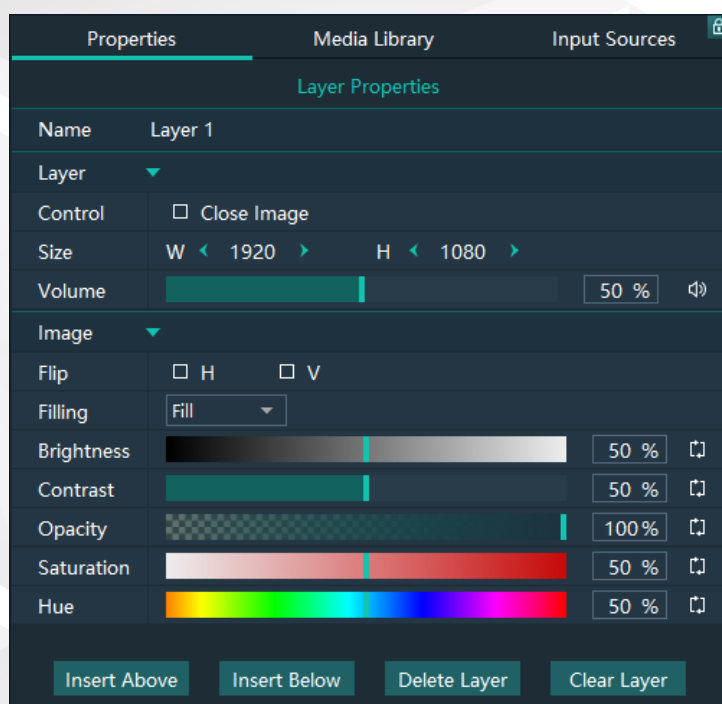 Properties Media Library Input Sources
Layer Properties
Name Layer 1
Layer
Control Close Image
Size W 1920 H 1080
Volume 50 %
Image
Flip H V
Filling Fill
Brightness 50 %
Contrast 50 %
Opacity 100%
Saturation 50 %
Hue 50 %
Insert Above Insert Below Delete Layer Clear Layer